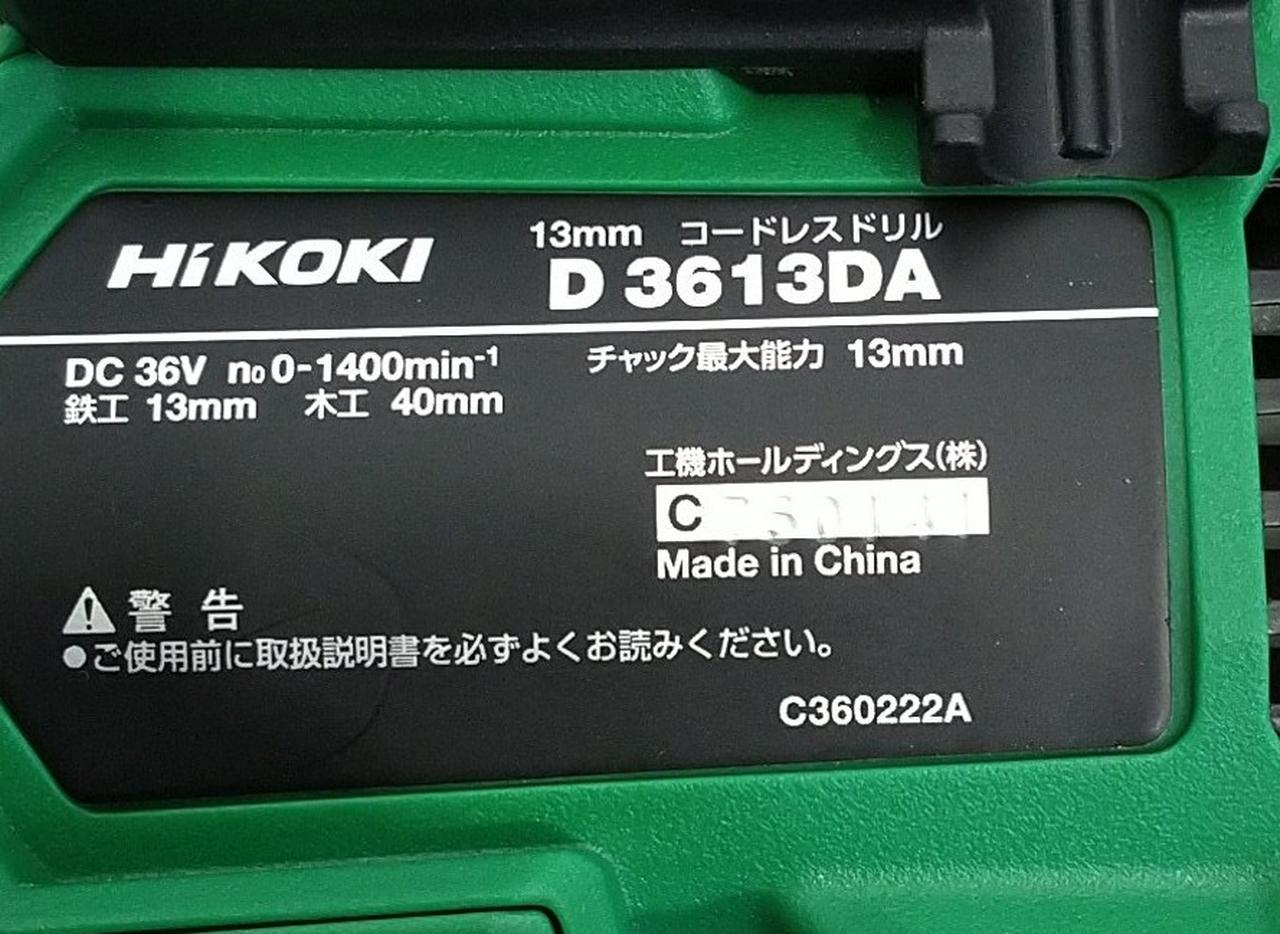 HiKOKI
13mm コードレスドリル
D 3613DA
DC 36V n₀ 0-1400min⁻¹
チャック最大能力 13mm
鉄工 13mm 木工 40mm
工機ホールディングス(株)
C
Made in China
警告
●ご使用前に取扱説明書を必ずよくお読みください。
C360222A